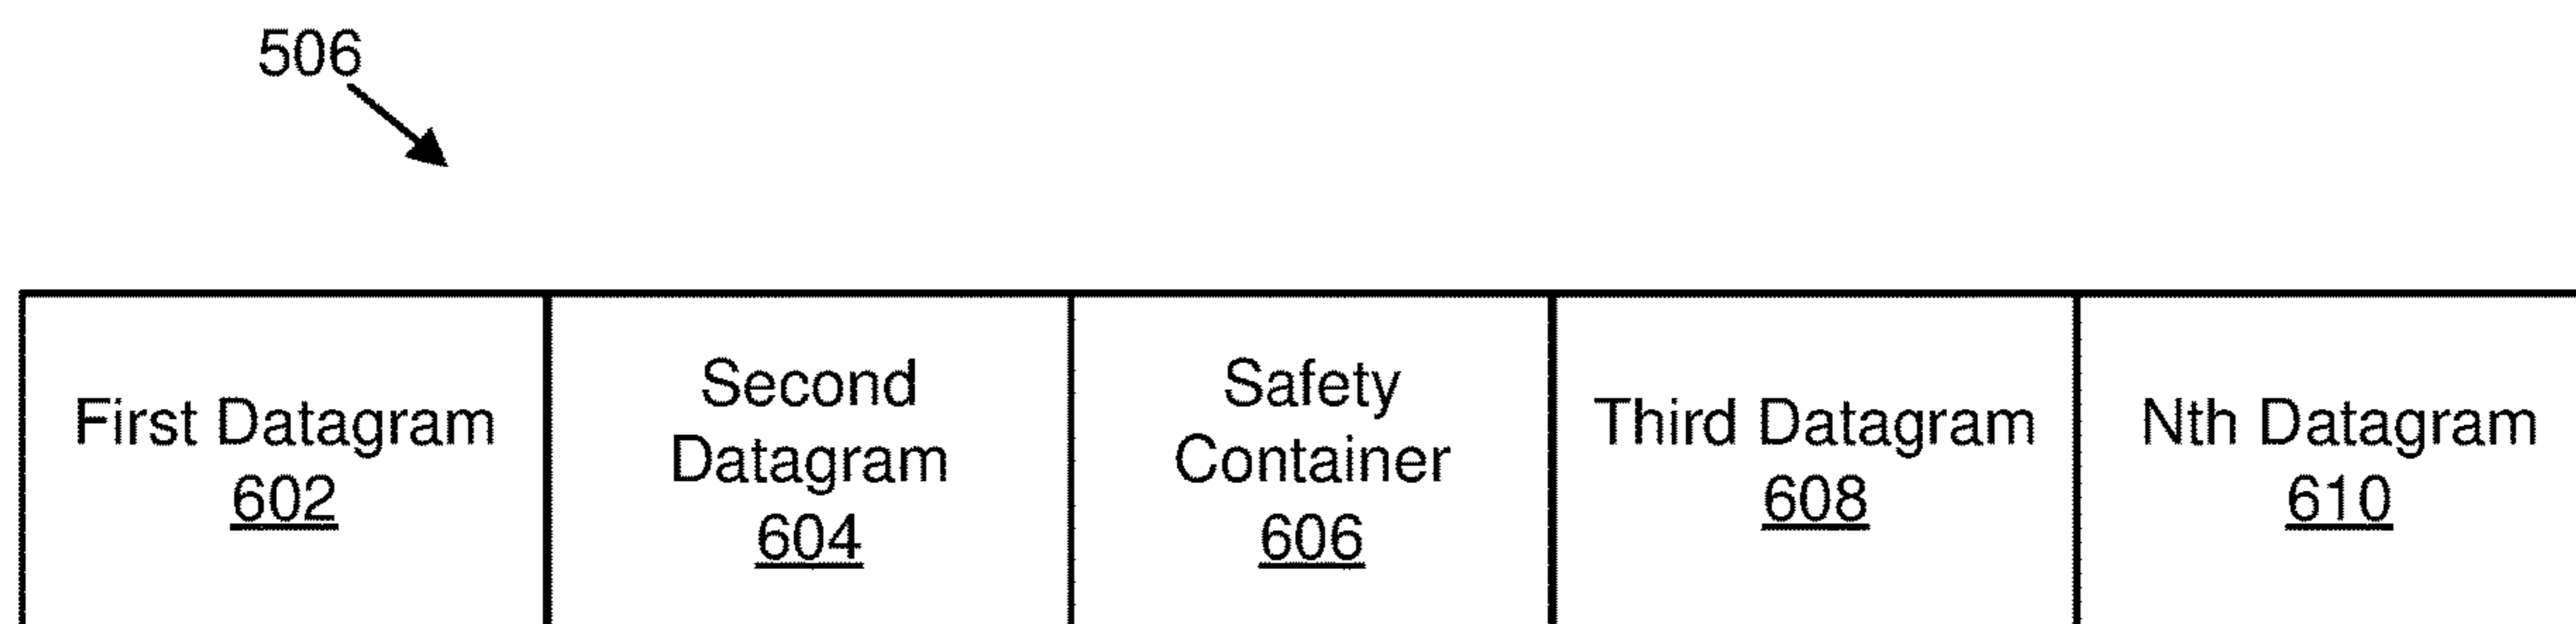 506
First Datagram
602
Second
Datagram
604
Safety
Container
606
Third Datagram
608
Nth Datagram
610